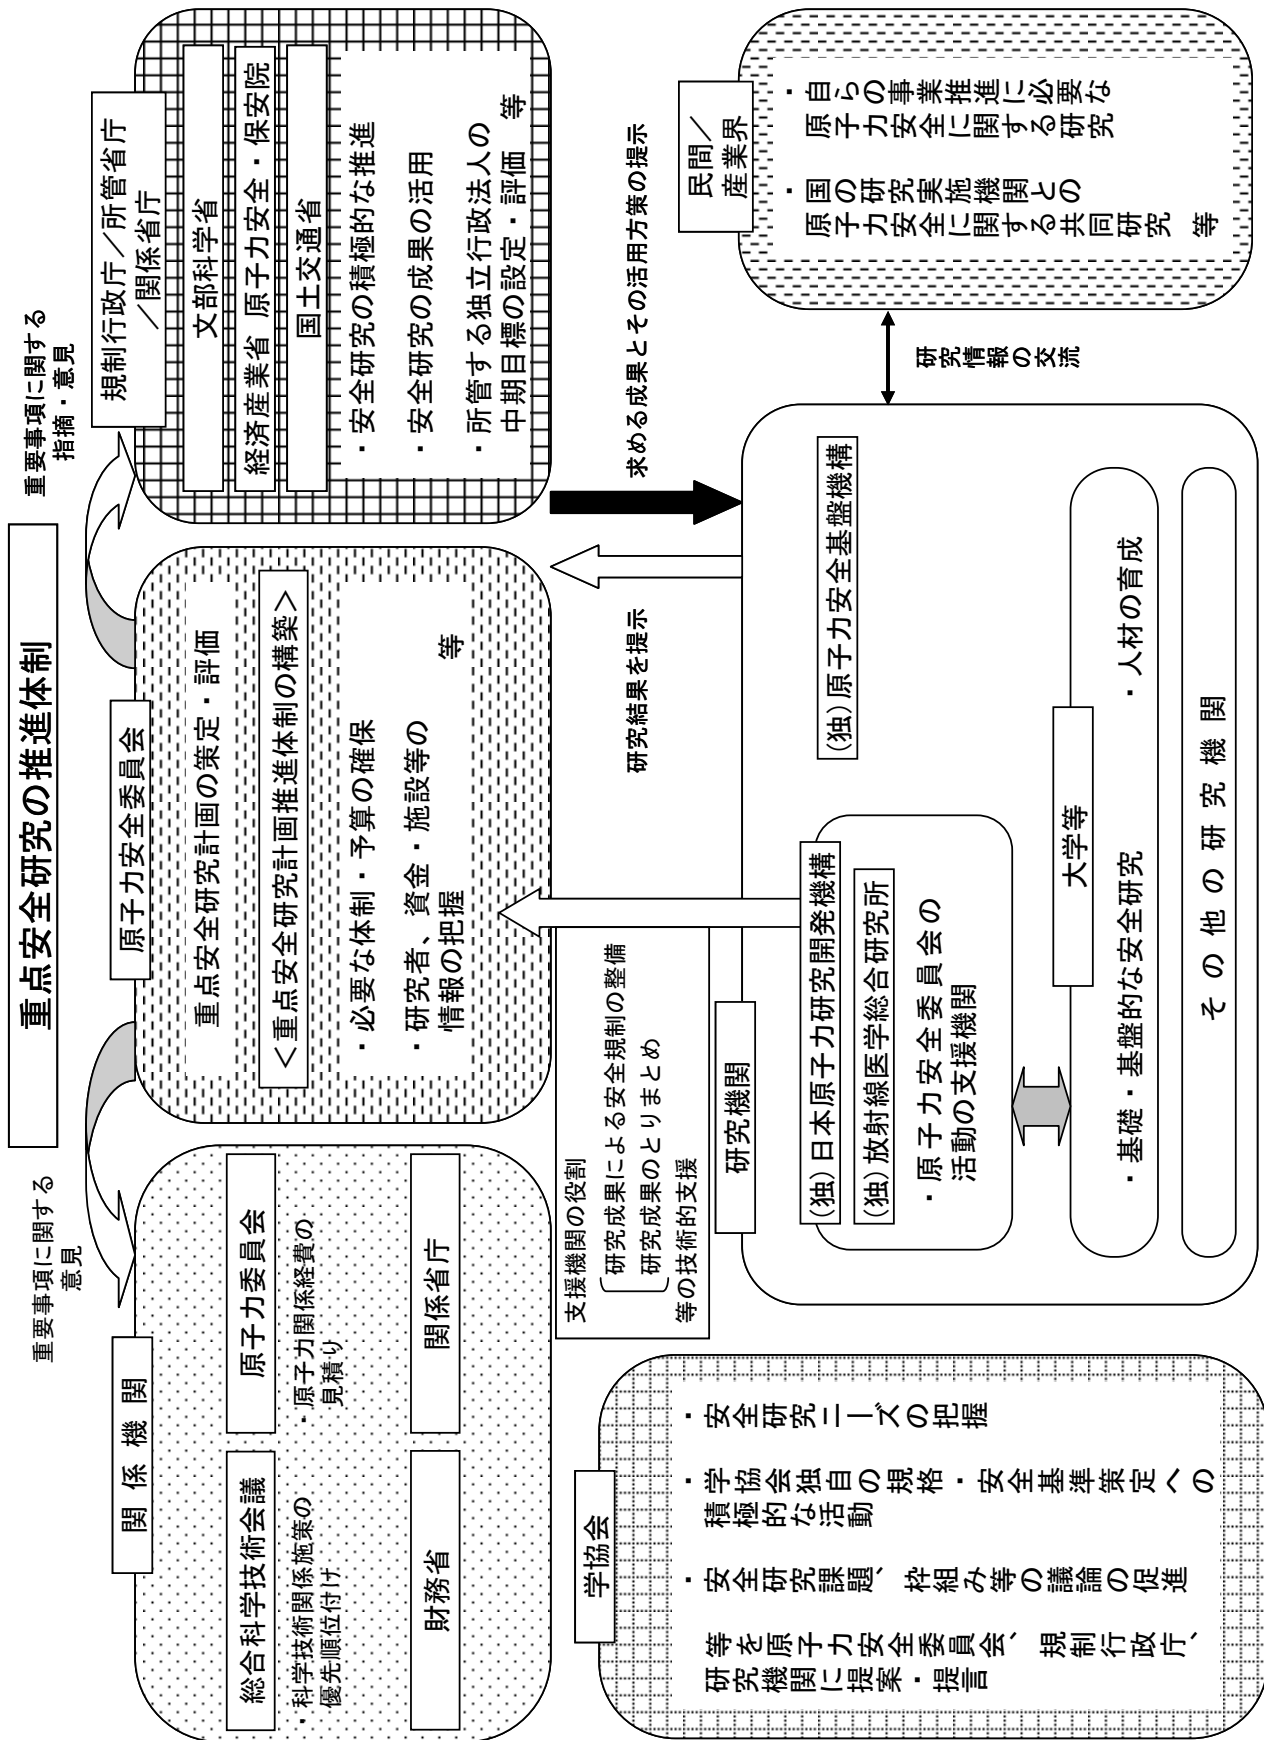 重点安全研究の推進体制
重要事項に関する
意見
重要事項に関する
指摘・意見
関係機関
総合科学技術会議
・科学技術関係施策の
優先順位付け
原子力委員会
・原子力関係経費の
見積り
財務省
関係省庁
原子力安全委員会
重点安全研究計画の策定・評価
＜重点安全研究計画推進体制の構築＞
・必要な体制・予算の確保
・研究者、資金・施設等の
情報の把握
等
規制行政庁／所管省庁
／関係省庁
文部科学省
経済産業省 原子力安全・保安院
国土交通省
・安全研究の積極的な推進
・安全研究の成果の活用
・所管する独立行政法人の
中期目標の設定・評価 等
支援機関の役割
研究成果による安全規制の整備
研究成果のとりまとめ
等の技術的支援
研究結果を提示
求める成果とその活用方策の提示
学協会
・安全研究ニーズの把握
・学協会独自の規格・安全基準策定への
積極的な活動
・安全研究課題、枠組み等の議論の促進
等を原子力安全委員会、規制行政庁、
研究機関に提案・提言
研究機関
(独)日本原子力研究開発機構
(独)放射線医学総合研究所
・原子力安全委員会の
活動の支援機関
(独)原子力安全基盤機構
大学等
・基礎・基盤的な安全研究 ・人材の育成
その他の研究機関
研究情報の交流
民間／
産業界
・自らの事業推進に必要な
原子力安全に関する研究
・国の研究実施機関との
原子力安全に関する共同研究 等